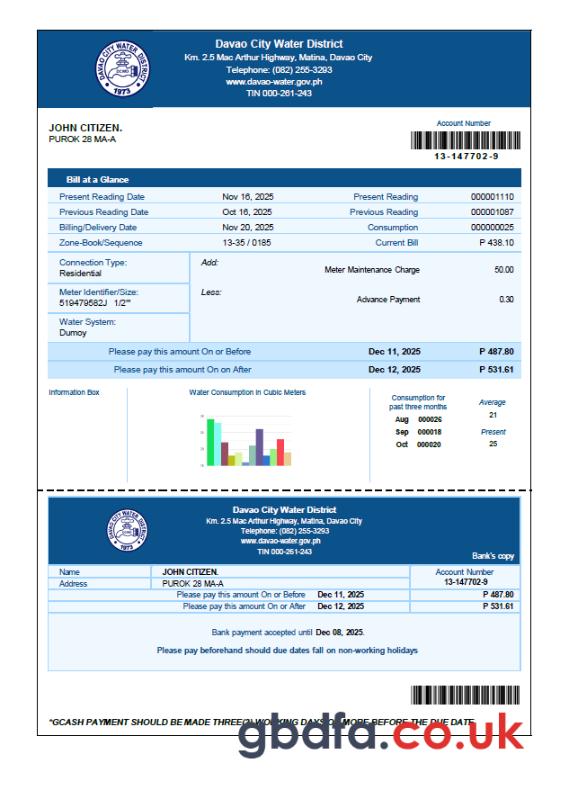 Davao City Water District
Km. 2.5 Mac Arthur Highway, Matina, Davao City
Telephone: (082) 255-3293
www.davao-water.gov.ph
TIN 000-261-243
DAVAO CITY WATER DISTRICT
1973
JOHN CITIZEN.
PUROK 28 MA-A
Account Number
13-147702-9
Bill at a Glance
Present Reading Date Nov 16, 2025 Present Reading 000001110
Previous Reading Date Oct 16, 2025 Previous Reading 000001087
Billing/Delivery Date Nov 20, 2025 Consumption 000000025
Zone-Book/Sequence 13-35 / 0185 Current Bill P 438.10
Connection Type:
Residential
Add:
Meter Maintenance Charge 50.00
Meter Identifier/Size:
519479582J 1/2""
Less:
Advance Payment 0.30
Water System:
Dumoy
Please pay this amount On or Before Dec 11, 2025 P 487.80
Please pay this amount On on After Dec 12, 2025 P 531.61
Information Box
Water Consumption in Cubic Meters
Consumption for
past three months
Aug 000026
Sep 000018
Oct 000020
Average
21
Present
25
Davao City Water District
Km. 2.5 Mac Arthur Highway, Matina, Davao City
Telephone: (082) 255-3293
www.davao-water.gov.ph
TIN 000-261-243
Bank's copy
DAVAO CITY WATER DISTRICT
1973
Name JOHN CITIZEN.
Address PUROK 28 MA-A
Account Number
13-147702-9
Please pay this amount On or Before Dec 11, 2025 P 487.80
Please pay this amount On or After Dec 12, 2025 P 531.61
Bank payment accepted until Dec 08, 2025.
Please pay beforehand should due dates fall on non-working holidays
*GCASH PAYMENT SHOULD BE MADE THREE(3) WORKING DAYS OR MORE BEFORE THE DUE DATE
gbdfa.co.uk